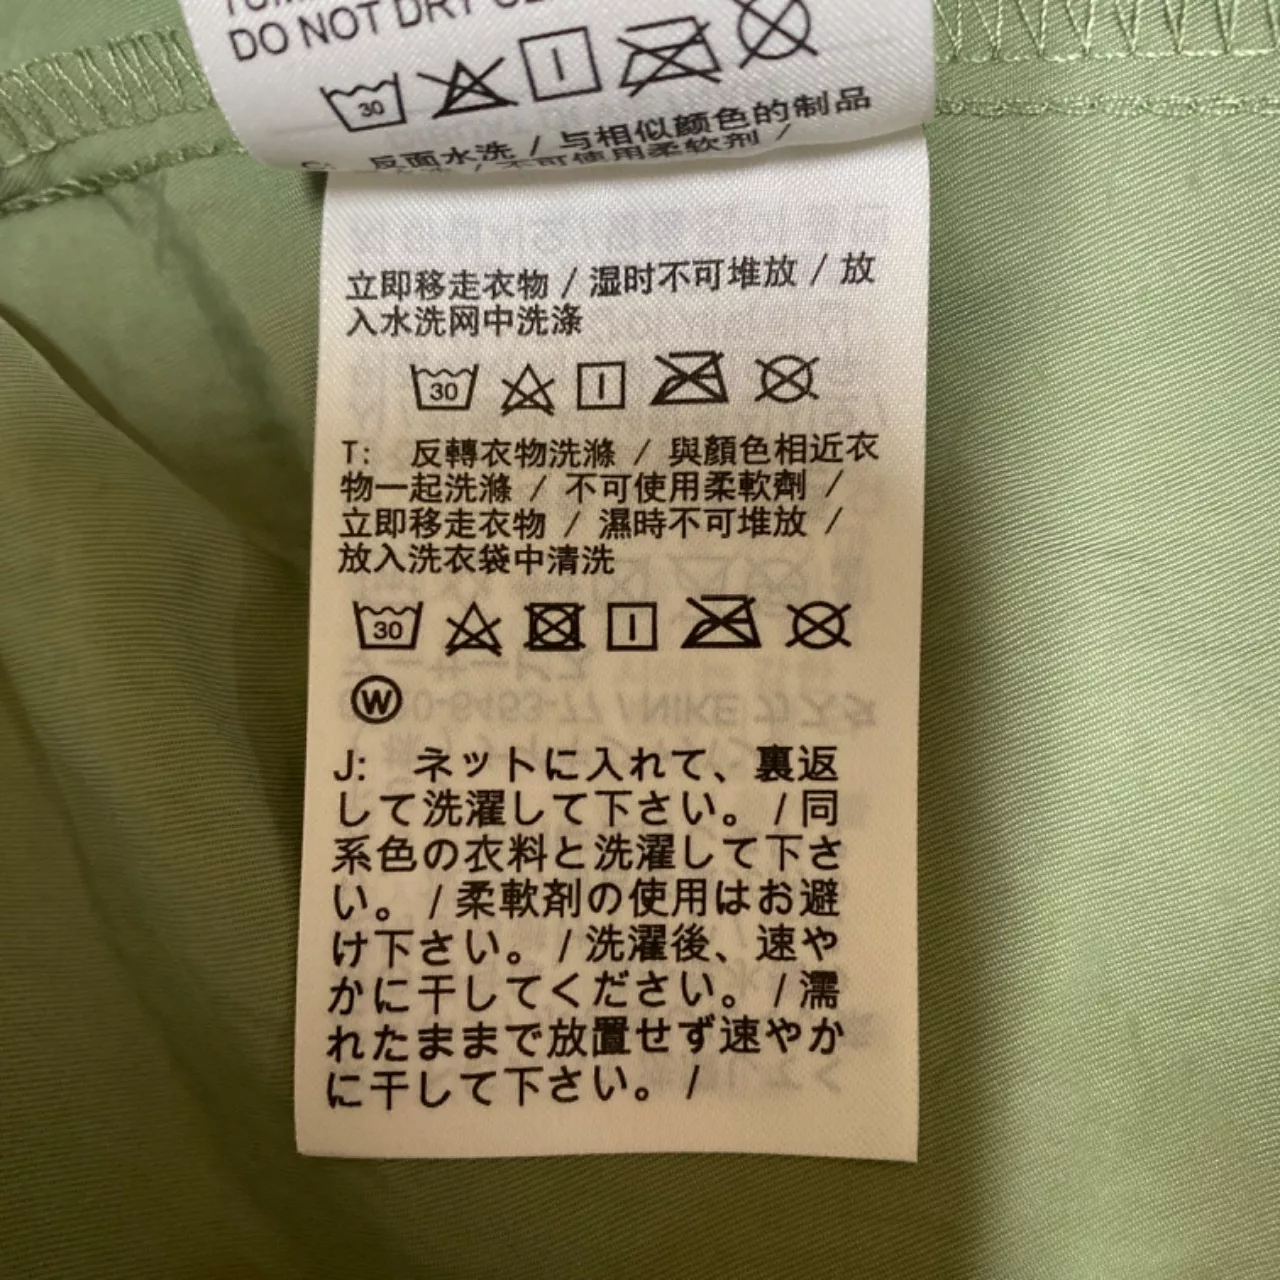 DO NOT DRY
30
C: 反面水洗 / 与相似颜色的制品
不可使用柔软剂 /
立即移走衣物 / 湿时不可堆放 / 放
入水洗网中洗涤
30
T: 反轉衣物洗滌 / 與顏色相近衣
物一起洗滌 / 不可使用柔軟劑 /
立即移走衣物 / 濕時不可堆放 /
放入洗衣袋中清洗
30
W
J: ネットに入れて、裏返
して洗濯して下さい。/ 同
系色の衣料と洗濯して下さ
い。/ 柔軟剤の使用はお避
け下さい。/ 洗濯後、速や
かに干してください。/ 濡
れたままで放置せず速やか
に干して下さい。/